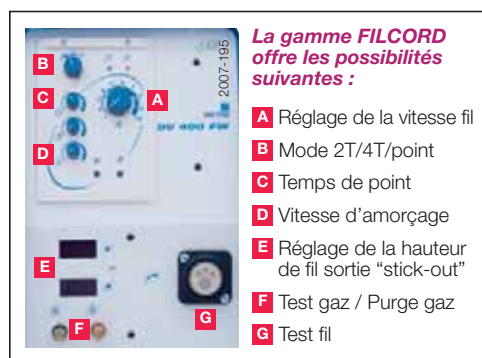 La gamme FILCORD
offre les possibilités
suivantes :
A Réglage de la vitesse fil
B Mode 2T/4T/point
C Temps de point
D Vitesse d'amorçage
E Réglage de la hauteur
de fil sortie “stick-out”
F Test gaz / Purge gaz
G Test fil
B
C
A
D
E
F
G
2007-195
DV 400 FW